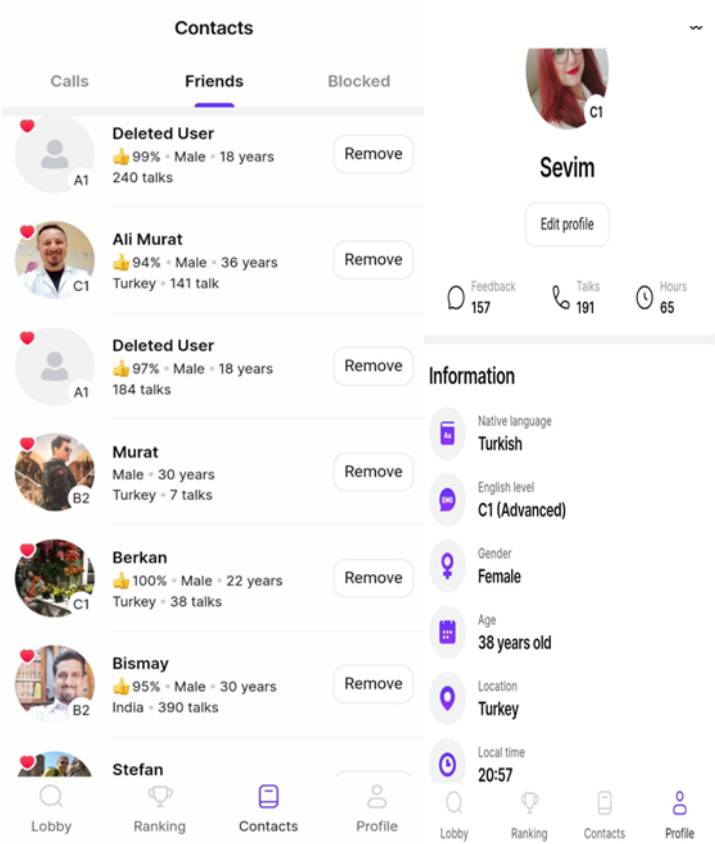 Contacts
Calls Friends Blocked
Deleted User
👍99% • Male • 18 years
240 talks
A1
Remove
Ali Murat
👍94% • Male • 36 years
Turkey • 141 talk
C1
Remove
Deleted User
👍97% • Male • 18 years
184 talks
A1
Remove
Murat
Male • 30 years
Turkey • 7 talks
B2
Remove
Berkan
👍100% • Male • 22 years
Turkey • 38 talks
C1
Remove
Bismay
👍95% • Male • 30 years
India • 390 talks
B2
Remove
Stefan
Lobby Ranking Contacts Profile
C1
Sevim
Edit profile
Feedback
157
Talks
191
Hours
65
Information
Native language
Turkish
Aa
English level
C1 (Advanced)
ENG
Gender
Female
Age
38 years old
Location
Turkey
Local time
20:57
Lobby Ranking Contacts Profile